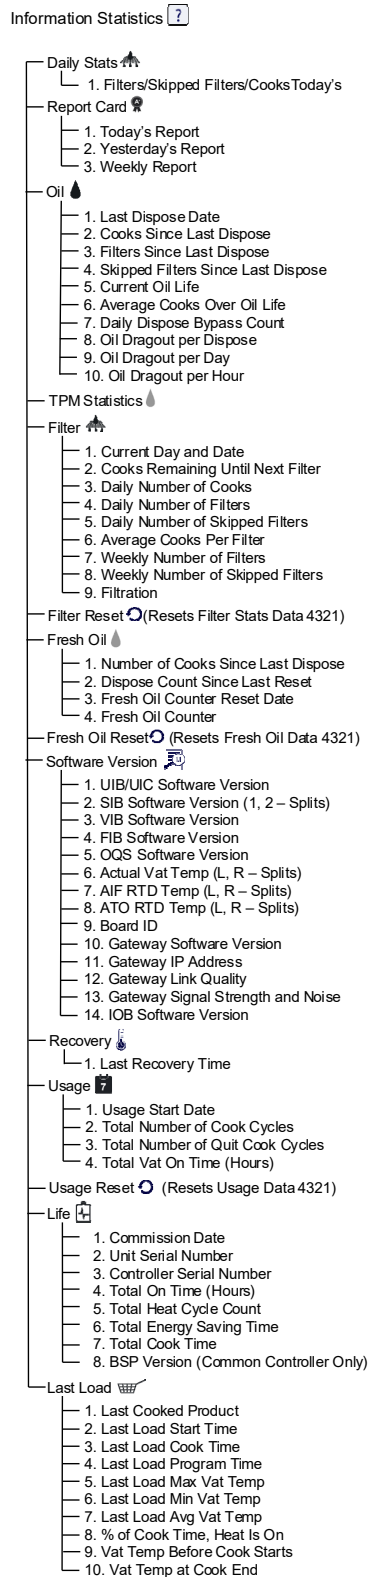 Information Statistics ?
Daily Stats
1. Filters/Skipped Filters/Cooks Today's
Report Card
1. Today's Report
2. Yesterday's Report
3. Weekly Report
Oil
1. Last Dispose Date
2. Cooks Since Last Dispose
3. Filters Since Last Dispose
4. Skipped Filters Since Last Dispose
5. Current Oil Life
6. Average Cooks Over Oil Life
7. Daily Dispose Bypass Count
8. Oil Dragout per Dispose
9. Oil Dragout per Day
10. Oil Dragout per Hour
TPM Statistics
Filter
1. Current Day and Date
2. Cooks Remaining Until Next Filter
3. Daily Number of Cooks
4. Daily Number of Filters
5. Daily Number of Skipped Filters
6. Average Cooks Per Filter
7. Weekly Number of Filters
8. Weekly Number of Skipped Filters
9. Filtration
Filter Reset (Resets Filter Stats Data 4321)
Fresh Oil
1. Number of Cooks Since Last Dispose
2. Dispose Count Since Last Reset
3. Fresh Oil Counter Reset Date
4. Fresh Oil Counter
Fresh Oil Reset (Resets Fresh Oil Data 4321)
Software Version
1. UIB/UIC Software Version
2. SIB Software Version (1, 2 – Splits)
3. VIB Software Version
4. FIB Software Version
5. OQS Software Version
6. Actual Vat Temp (L, R – Splits)
7. AIF RTD Temp (L, R – Splits)
8. ATO RTD Temp (L, R – Splits)
9. Board ID
10. Gateway Software Version
11. Gateway IP Address
12. Gateway Link Quality
13. Gateway Signal Strength and Noise
14. IOB Software Version
Recovery
1. Last Recovery Time
Usage 7
1. Usage Start Date
2. Total Number of Cook Cycles
3. Total Number of Quit Cook Cycles
4. Total Vat On Time (Hours)
Usage Reset (Resets Usage Data 4321)
Life
1. Commission Date
2. Unit Serial Number
3. Controller Serial Number
4. Total On Time (Hours)
5. Total Heat Cycle Count
6. Total Energy Saving Time
7. Total Cook Time
8. BSP Version (Common Controller Only)
Last Load
1. Last Cooked Product
2. Last Load Start Time
3. Last Load Cook Time
4. Last Load Program Time
5. Last Load Max Vat Temp
6. Last Load Min Vat Temp
7. Last Load Avg Vat Temp
8. % of Cook Time, Heat Is On
9. Vat Temp Before Cook Starts
10. Vat Temp at Cook End